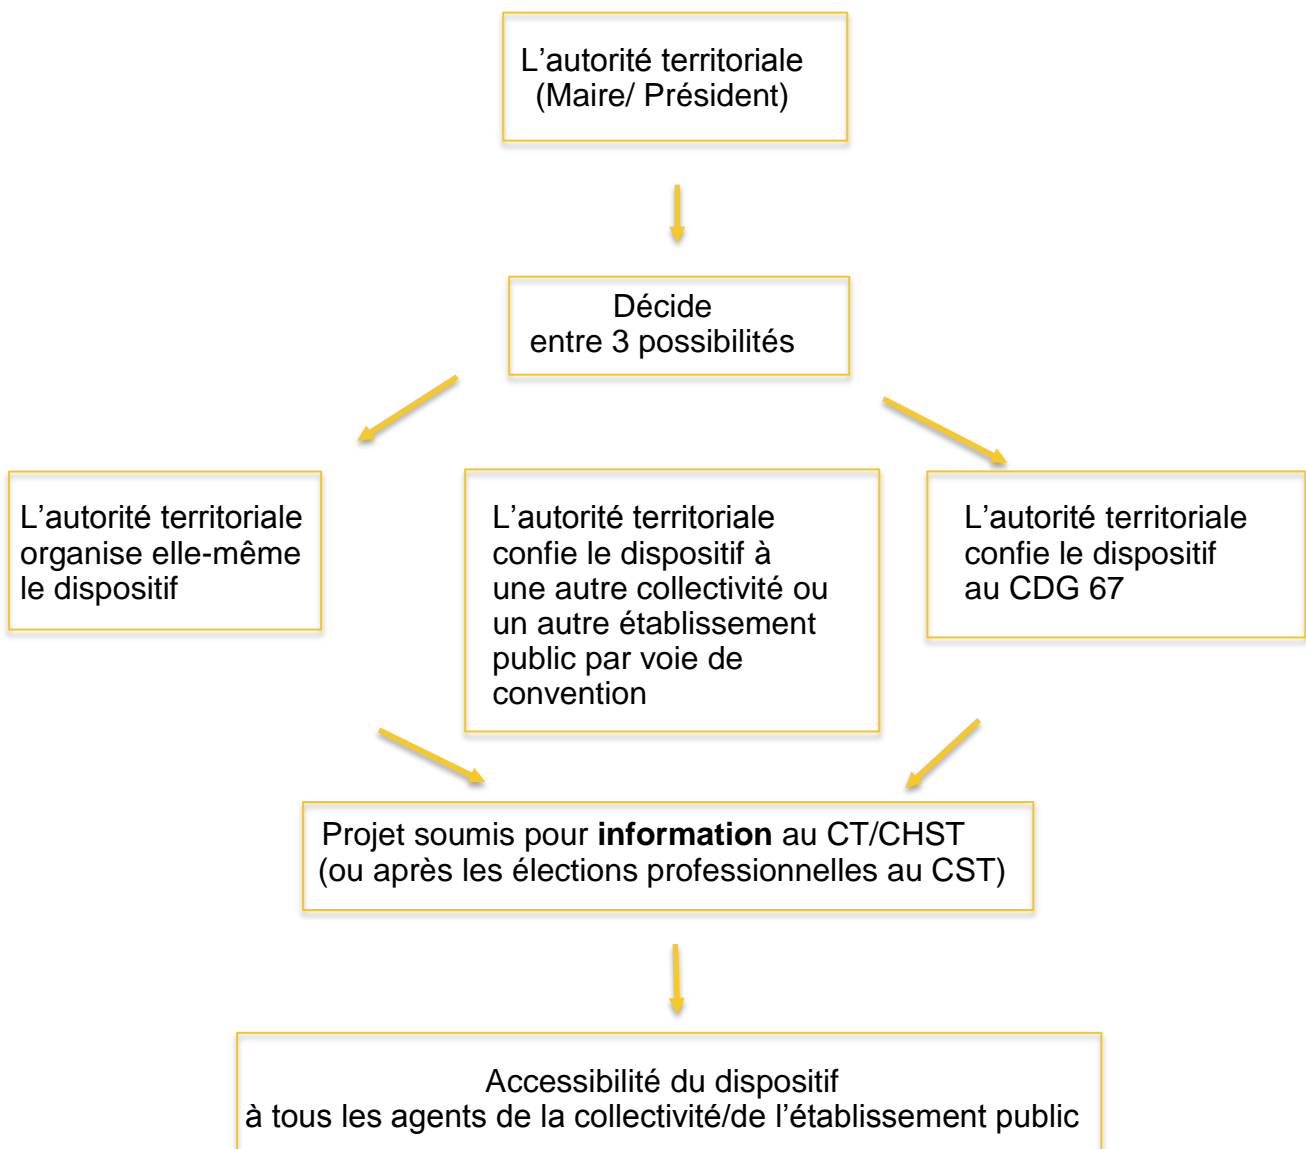 L’autorité territoriale
(Maire/ Président)
Décide
entre 3 possibilités
L’autorité territoriale
organise elle-même
le dispositif
L’autorité territoriale
confie le dispositif à
une autre collectivité ou
un autre établissement
public par voie de
convention
L’autorité territoriale
confie le dispositif
au CDG 67
Projet soumis pour information au CT/CHST
(ou après les élections professionnelles au CST)
Accessibilité du dispositif
à tous les agents de la collectivité/de l’établissement public